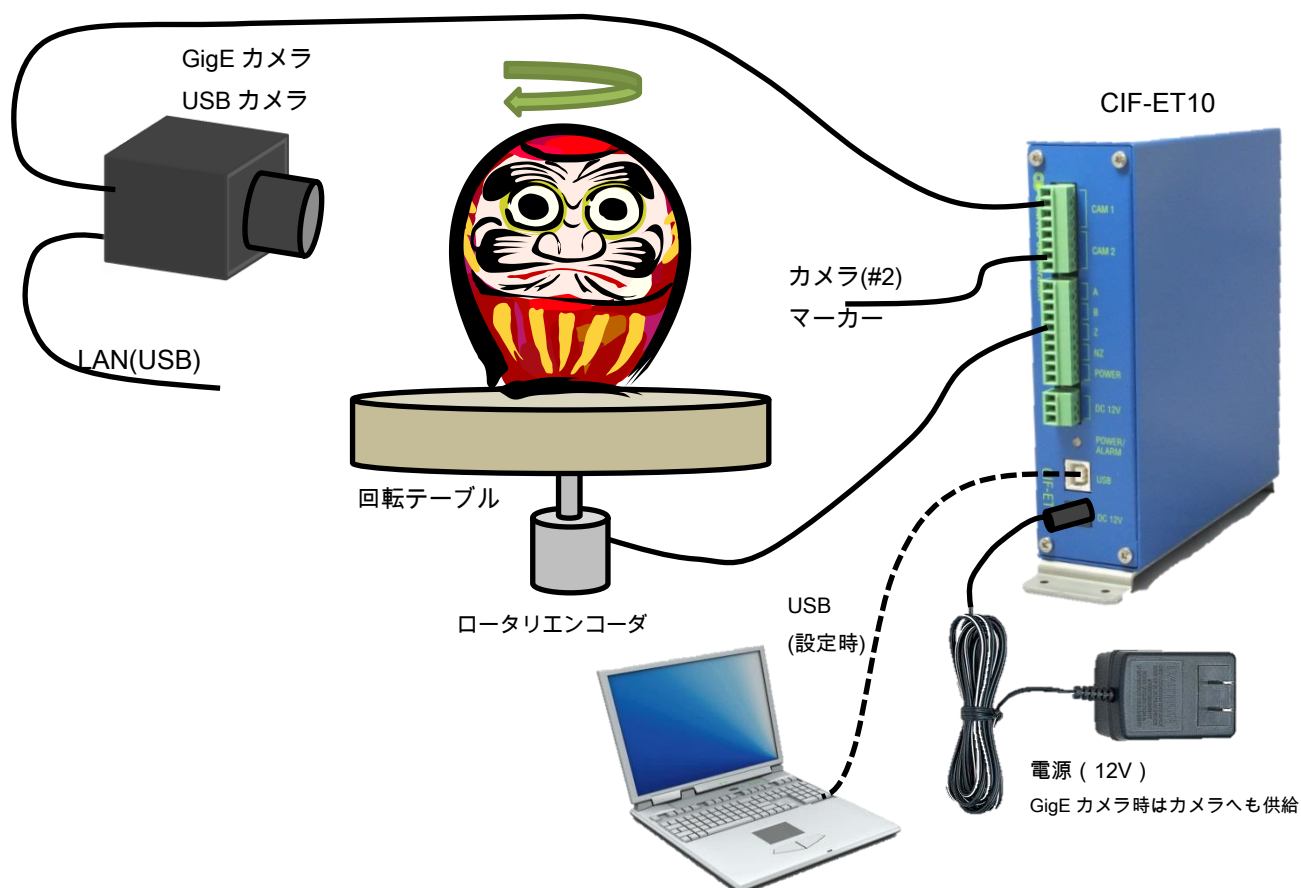 GigE カメラ
USB カメラ
CIF-ET10
CAM 1
CAM 2
カメラ(#2)
マーカー
A
B
Z
NZ
POWER
DC 12V
POWER/
ALARM
USB
CIF-ET
DC 12V
LAN(USB)
回転テーブル
ロータリエンコーダ
USB
(設定時)
電源 ( 12V )
GigE カメラ時はカメラへも供給